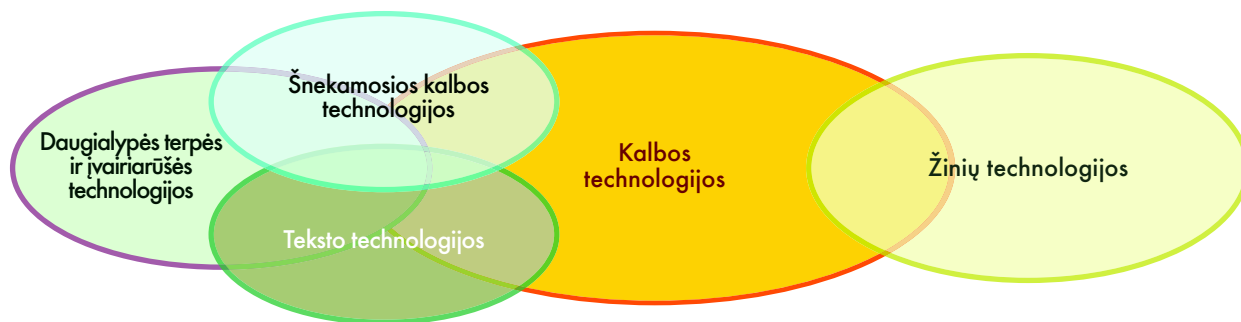 Šnekamosios kalbos
technologijos
Daugialypės terpės
ir įvairiarūšės
technologijos
Kalbos
technologijos
Žinių technologijos
Teksto technologijos